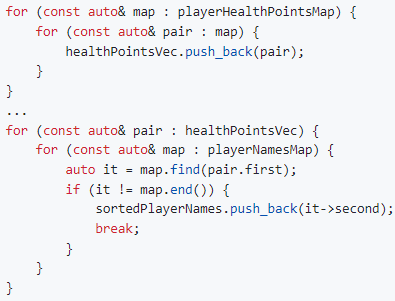 for (const auto& map : playerHealthPointsMap) {
    for (const auto& pair : map) {
        healthPointsVec.push_back(pair);
    }
}
...
for (const auto& pair : healthPointsVec) {
    for (const auto& map : playerNamesMap) {
        auto it = map.find(pair.first);
        if (it != map.end()) {
            sortedPlayerNames.push_back(it->second);
            break;
        }
    }
}